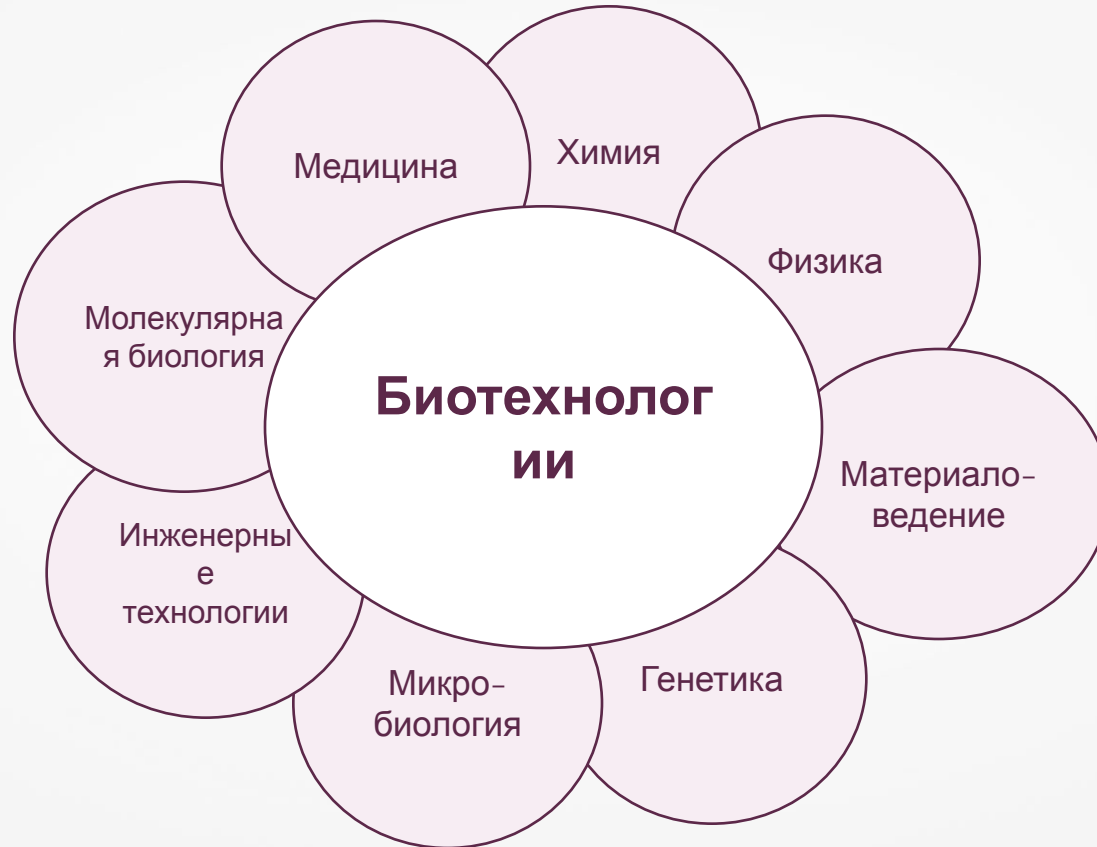 Медицина
Химия
Физика
Молекулярна
я биология
Биотехнолог
ии
Материало-
ведение
Инженерны
е
технологии
Микро-
биология
Генетика